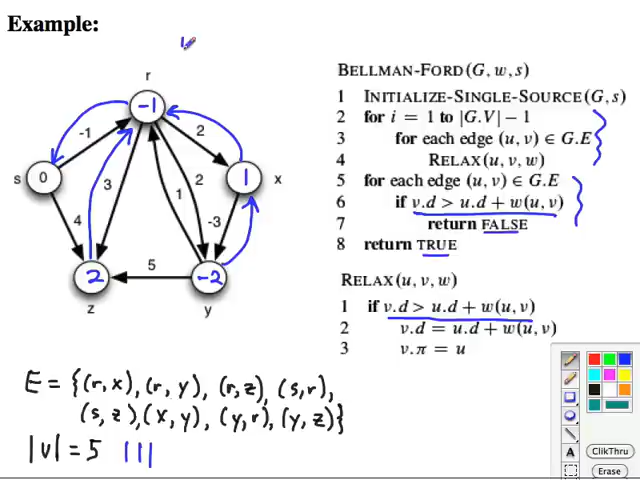 Example:
r
-1
-1
2
s
0
3
1
2
1
x
4
-3
5
2
-2
z
y
BELLMAN-FORD(G, w, s)
1 INITIALIZE-SINGLE-SOURCE(G, s)
2 for i = 1 to |G.V| − 1
3 for each edge (u, v) ∈ G.E
4 RELAX(u, v, w)
5 for each edge (u, v) ∈ G.E
6 if v.d > u.d + w(u, v)
7 return FALSE
8 return TRUE
RELAX(u, v, w)
1 if v.d > u.d + w(u, v)
2 v.d = u.d + w(u, v)
3 v.π = u
E = {(r, x), (r, y), (r, z), (s, r),
(s, z), (x, y), (y, r), (y, z)}
|V| = 5 |||
A
ClikThru
Erase